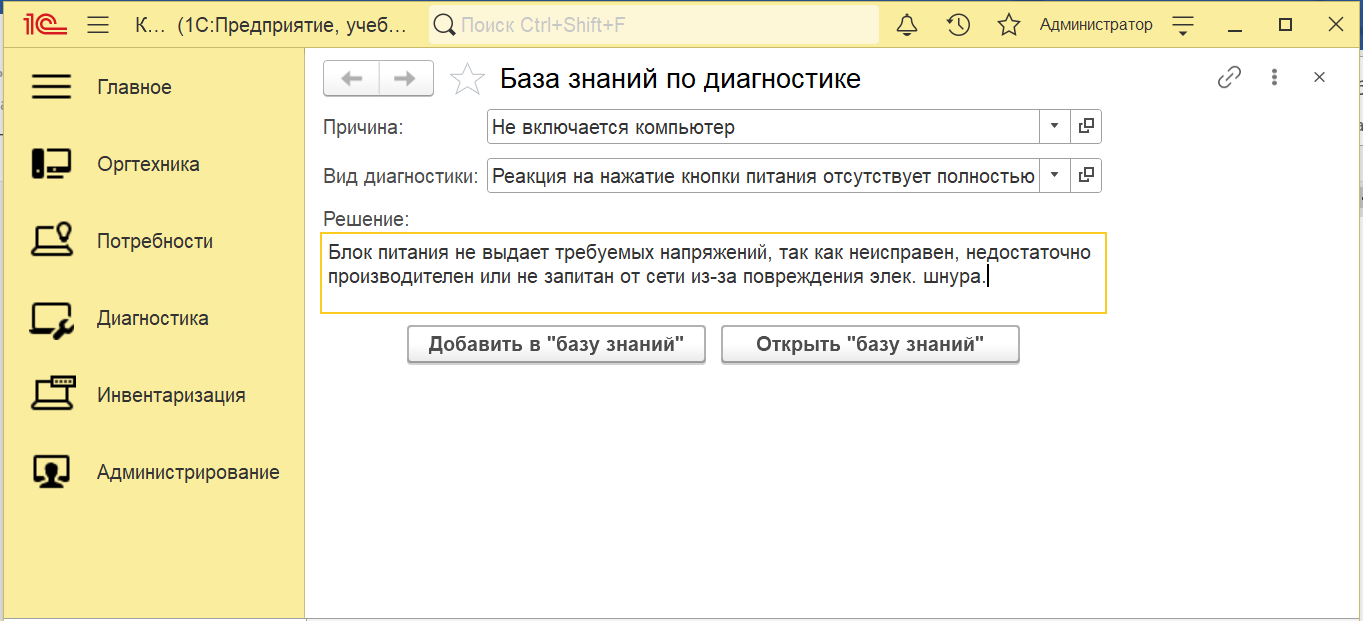 1С К... (1С:Предприятие, учеб... Поиск Ctrl+Shift+F Администратор
Главное
Оргтехника
Потребности
Диагностика
Инвентаризация
Администрирование
База знаний по диагностике
Причина: Не включается компьютер
Вид диагностики: Реакция на нажатие кнопки питания отсутствует полностью
Решение:
Блок питания не выдает требуемых напряжений, так как неисправен, недостаточно
производителен или не запитан от сети из-за повреждения элек. шнура.
Добавить в "базу знаний" Открыть "базу знаний"